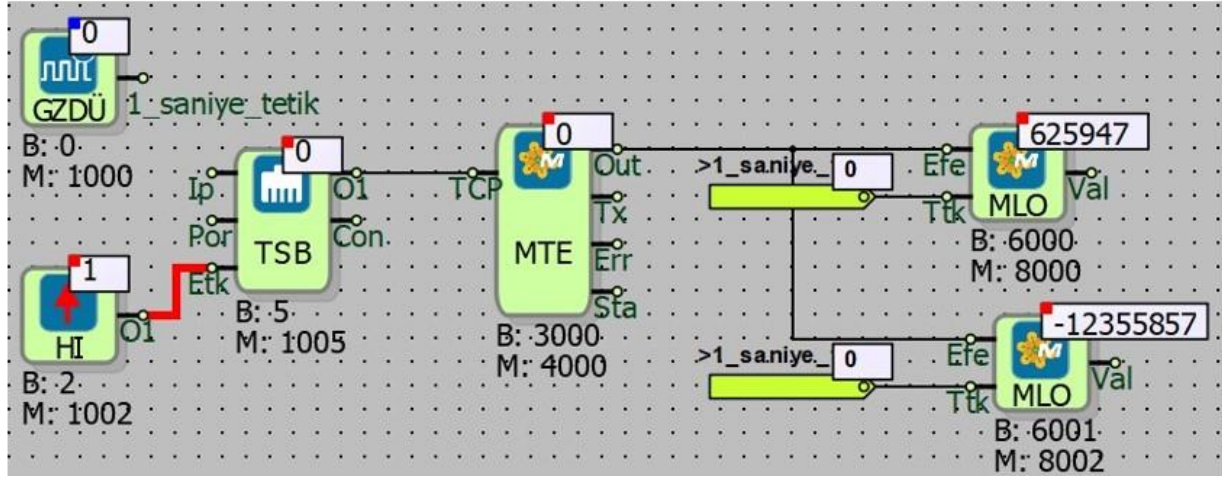 0
GZDÜ
1_saniye_tetik
B: 0
M: 1000
0
Ip
O1
Por
Con
TSB
Etk
B: 5
M: 1005
1
O1
HI
B: 2
M: 1002
0
TCP
Out
Tx
MTE
Err
Sta
B: 3000
M: 4000
>1_saniye_
0
625947
Efe
Val
Ttk
MLO
B: 6000
M: 8000
>1_saniye_
0
-12355857
Efe
Val
Ttk
MLO
B: 6001
M: 8002